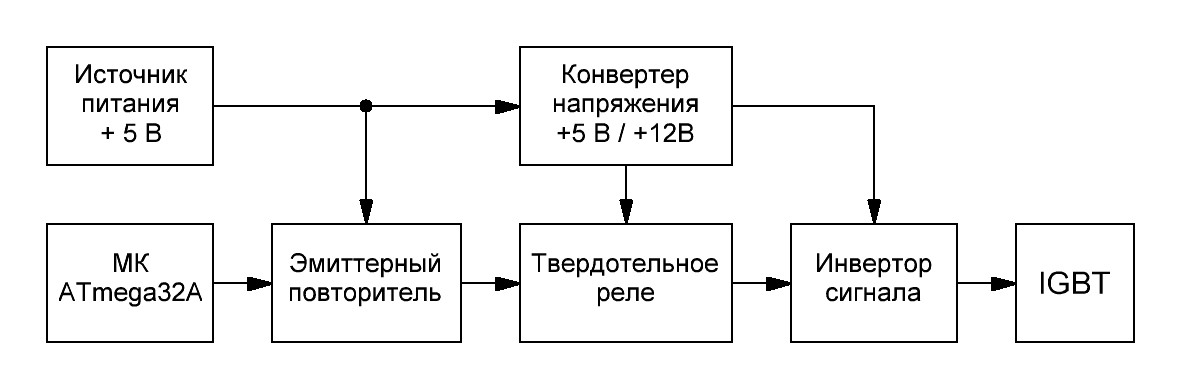 Источник
питания
+ 5 В
Конвертер
напряжения
+5 В / +12В
МК
ATmega32A
Эмиттерный
повторитель
Твердотельное
реле
Инвертор
сигнала
IGBT